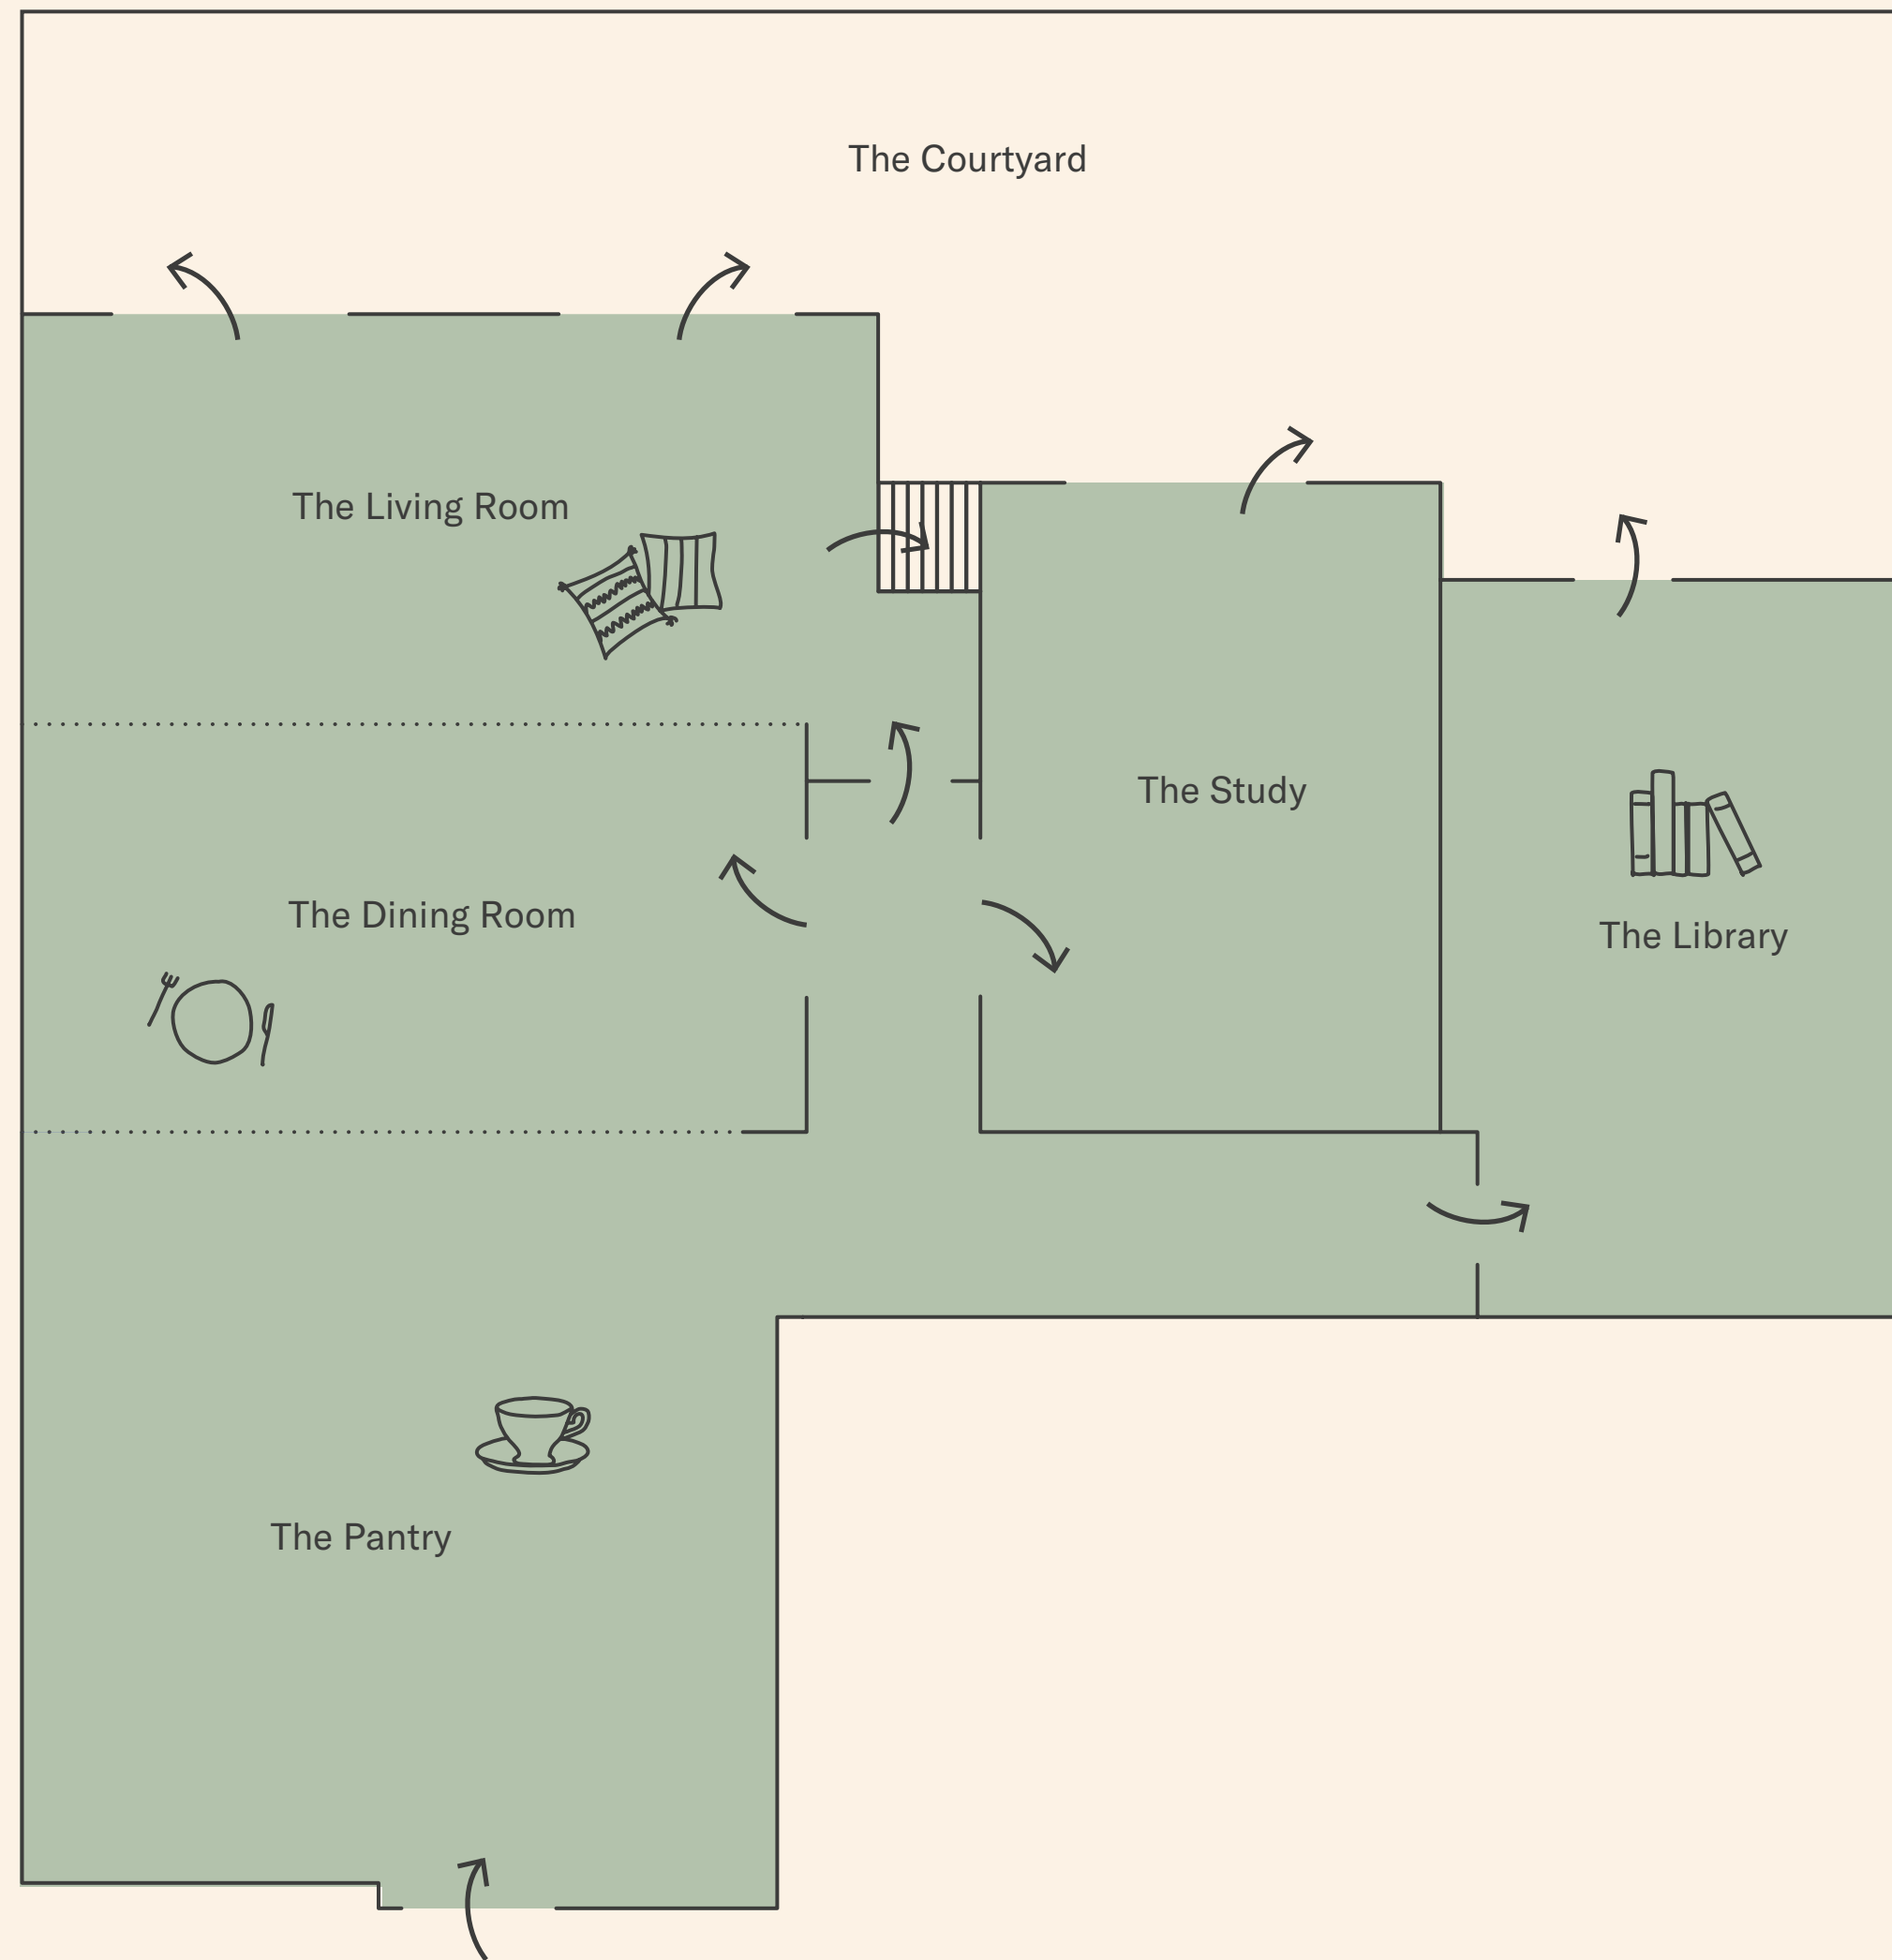 The Courtyard
The Living Room
The Study
The Dining Room
The Library
The Pantry